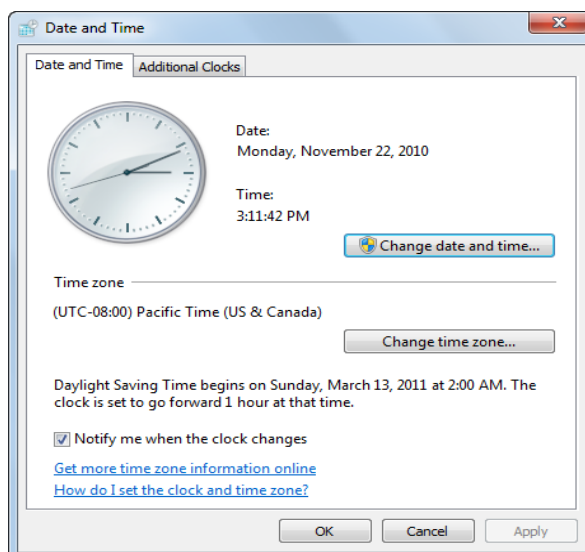 Date and Time
Date and Time
Additional Clocks
Date:
Monday, November 22, 2010
Time:
3:11:42 PM
Change date and time...
Time zone
(UTC-08:00) Pacific Time (US & Canada)
Change time zone...
Daylight Saving Time begins on Sunday, March 13, 2011 at 2:00 AM. The
clock is set to go forward 1 hour at that time.
Notify me when the clock changes
Get more time zone information online
How do I set the clock and time zone?
OK
Cancel
Apply